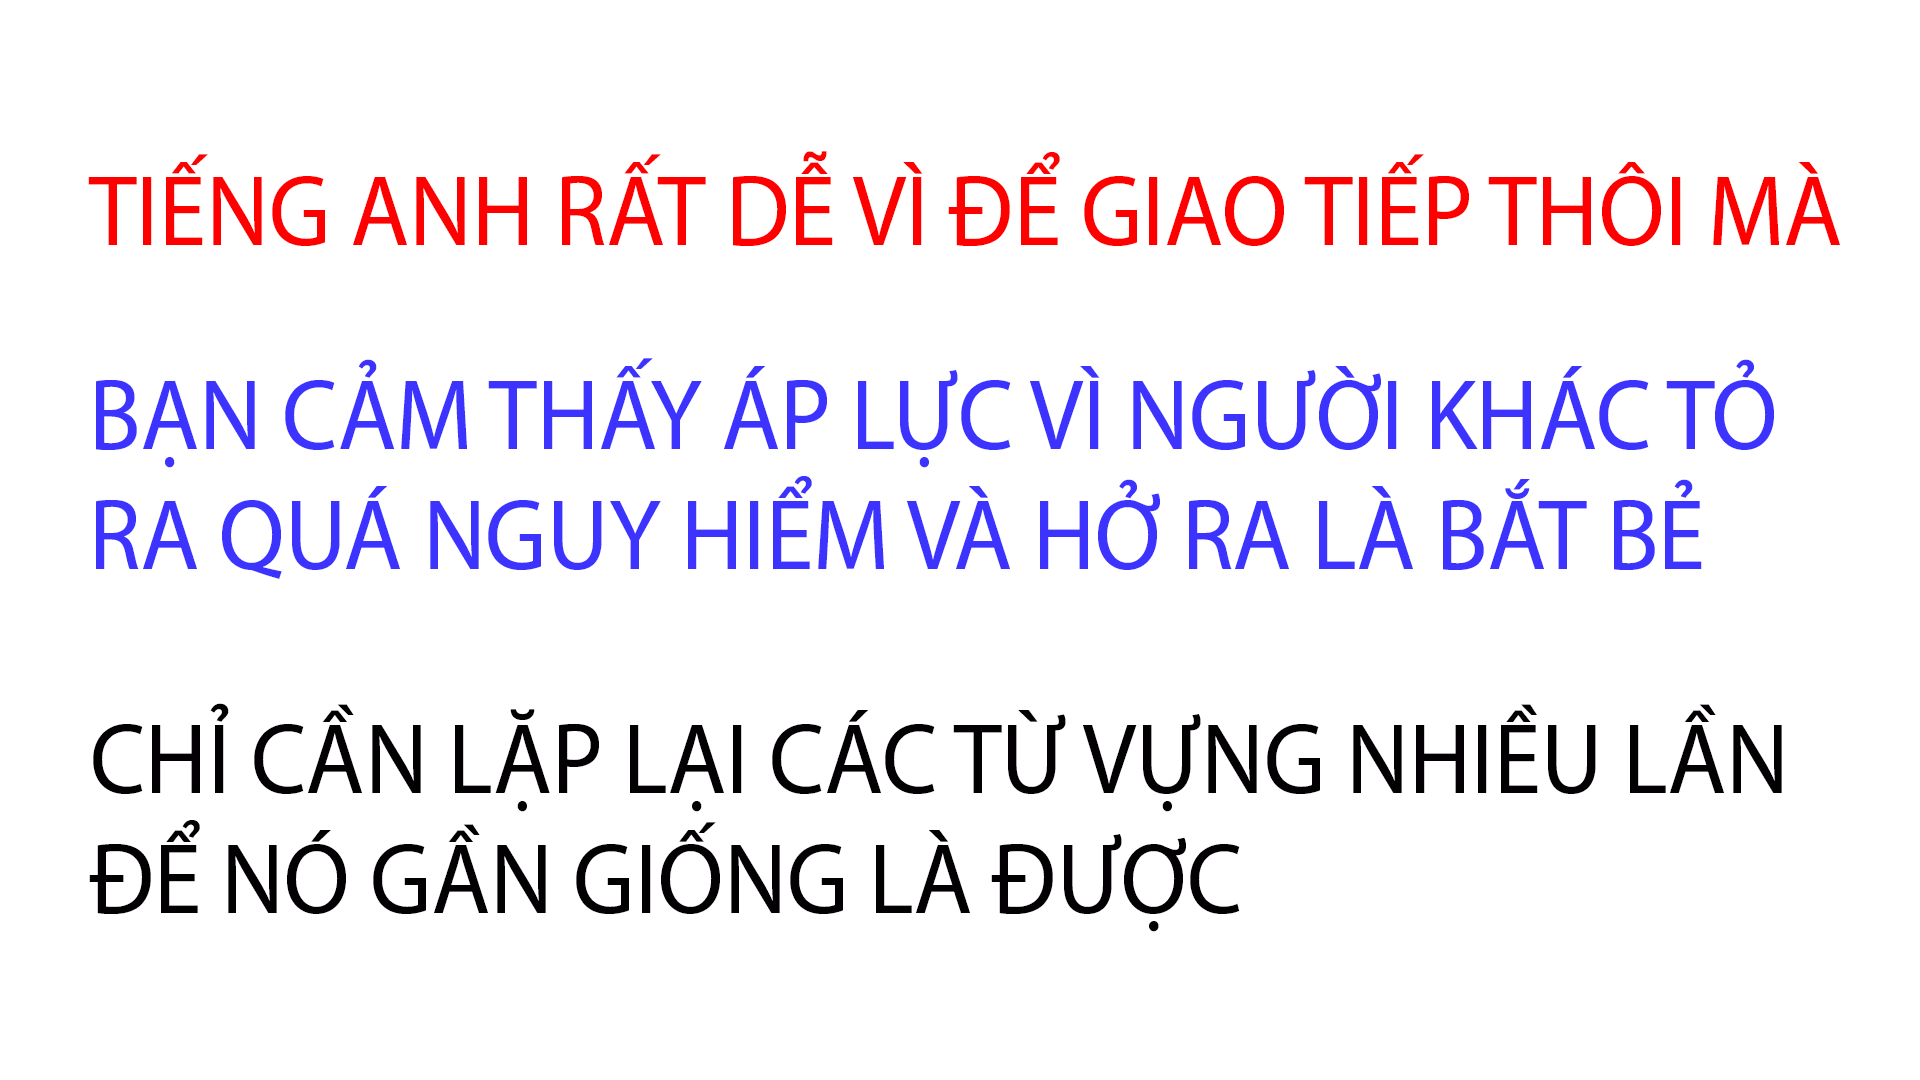 TIẾNG ANH RẤT DỄ VÌ ĐỂ GIAO TIẾP THÔI MÀ
BẠN CẢM THẤY ÁP LỰC VÌ NGƯỜI KHÁC TỎ
RA QUÁ NGUY HIỂM VÀ HỞ RA LÀ BẮT BẺ
CHỈ CẦN LẶP LẠI CÁC TỪ VỰNG NHIỀU LẦN
ĐỂ NÓ GẦN GIỐNG LÀ ĐƯỢC